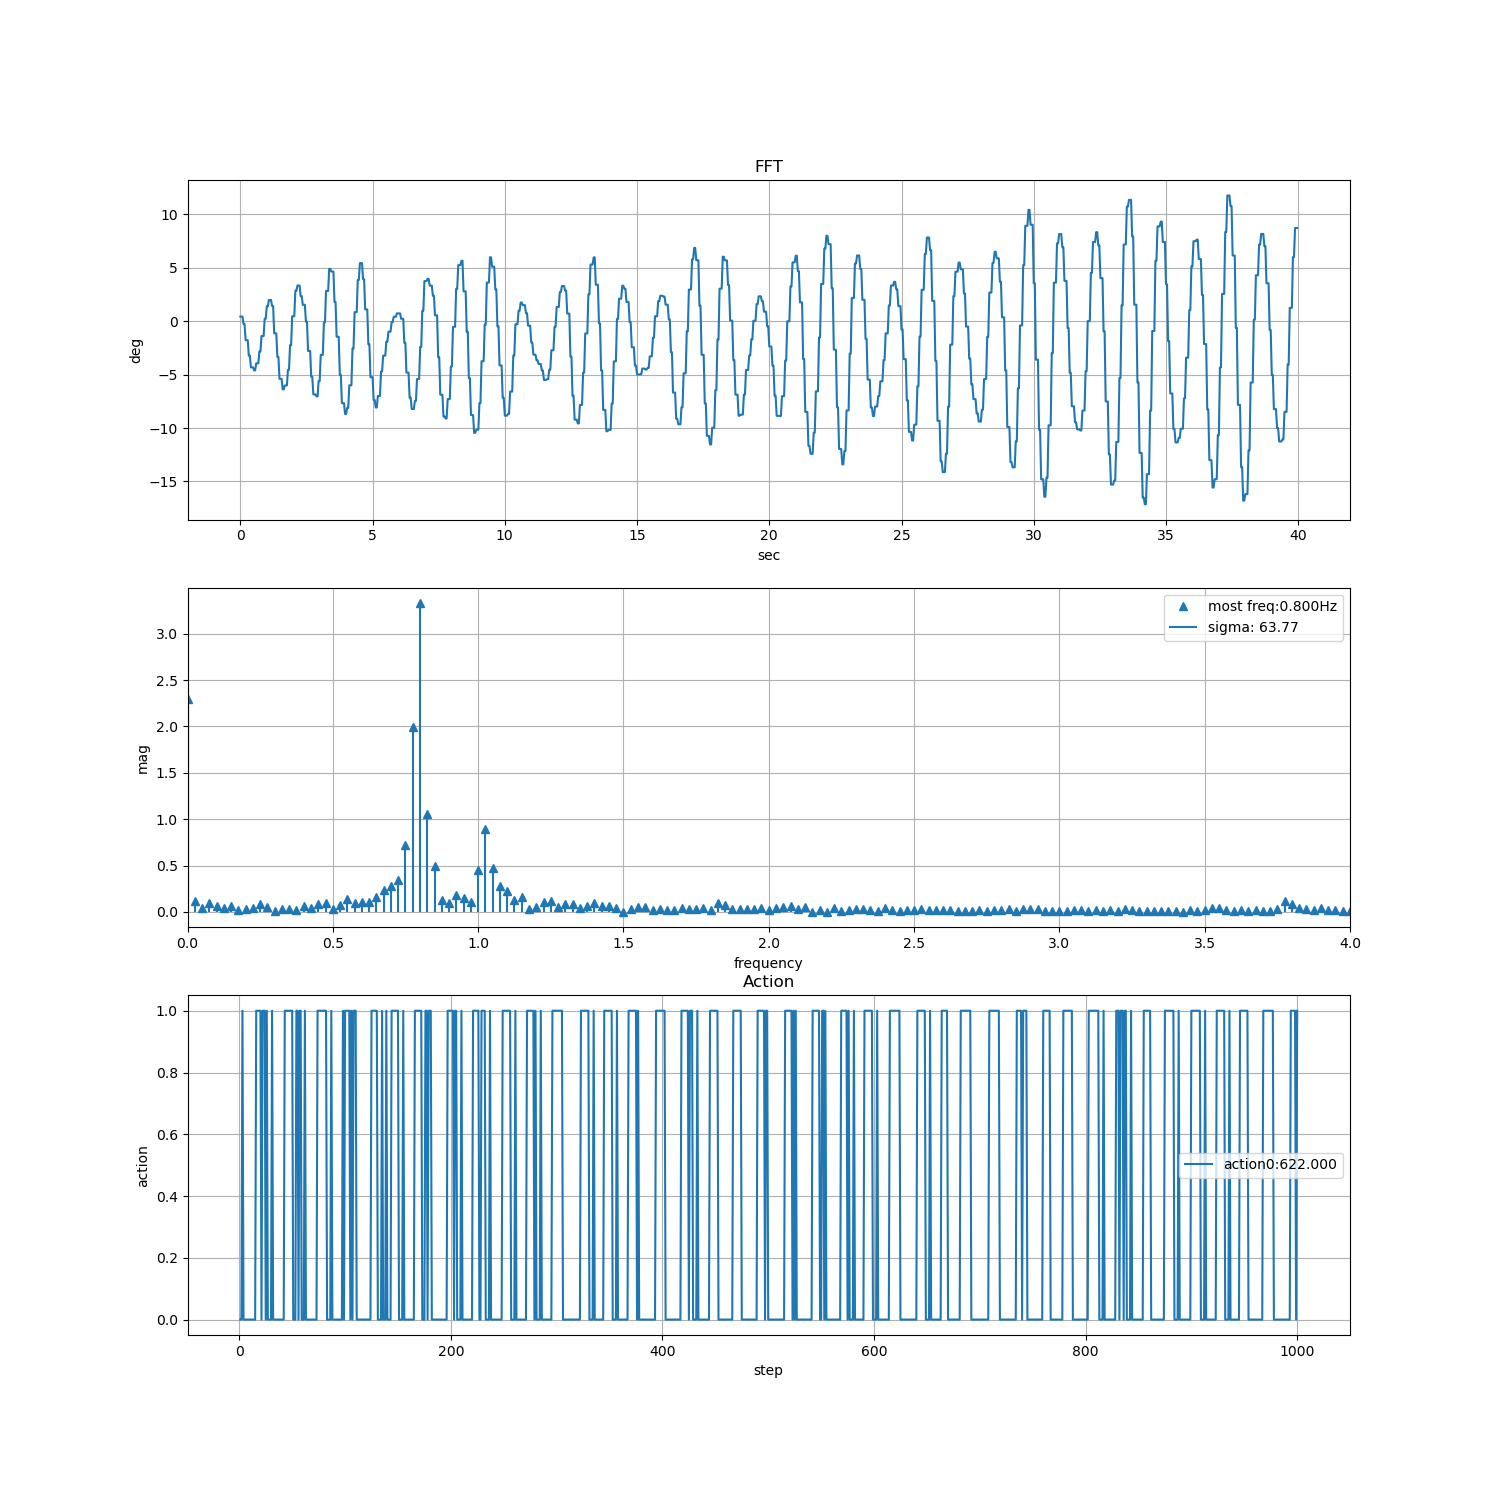 FFT
10
5
0
−5
−10
−15
deg
0 5 10 15 20 25 30 35 40
sec
most freq:0.800Hz
sigma: 63.77
3.0
2.5
2.0
1.5
1.0
0.5
0.0
mag
0.0 0.5 1.0 1.5 2.0 2.5 3.0 3.5 4.0
frequency
Action
1.0
0.8
0.6
0.4
0.2
0.0
action
action0:622.000
0 200 400 600 800 1000
step